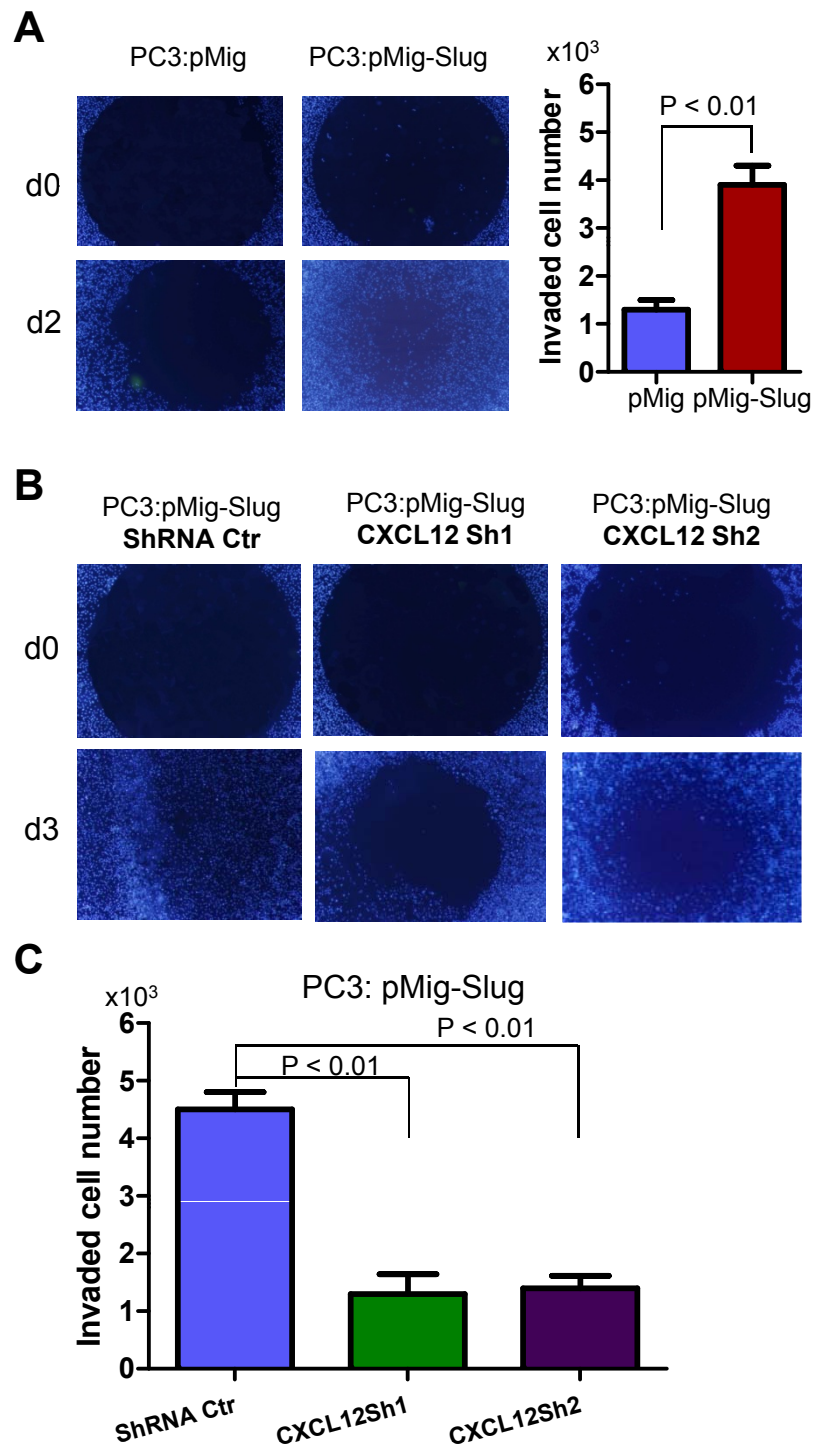 A
PC3:pMig
PC3:pMig-Slug
d0
d2
x10³
Invaded cell number
6
5
4
3
2
1
0
P < 0.01
pMig
pMig-Slug
B
PC3:pMig-Slug
ShRNA Ctr
PC3:pMig-Slug
CXCL12 Sh1
PC3:pMig-Slug
CXCL12 Sh2
d0
d3
C
PC3: pMig-Slug
x10³
Invaded cell number
6
5
4
3
2
1
0
P < 0.01
P < 0.01
ShRNA Ctr
CXCL12Sh1
CXCL12Sh2